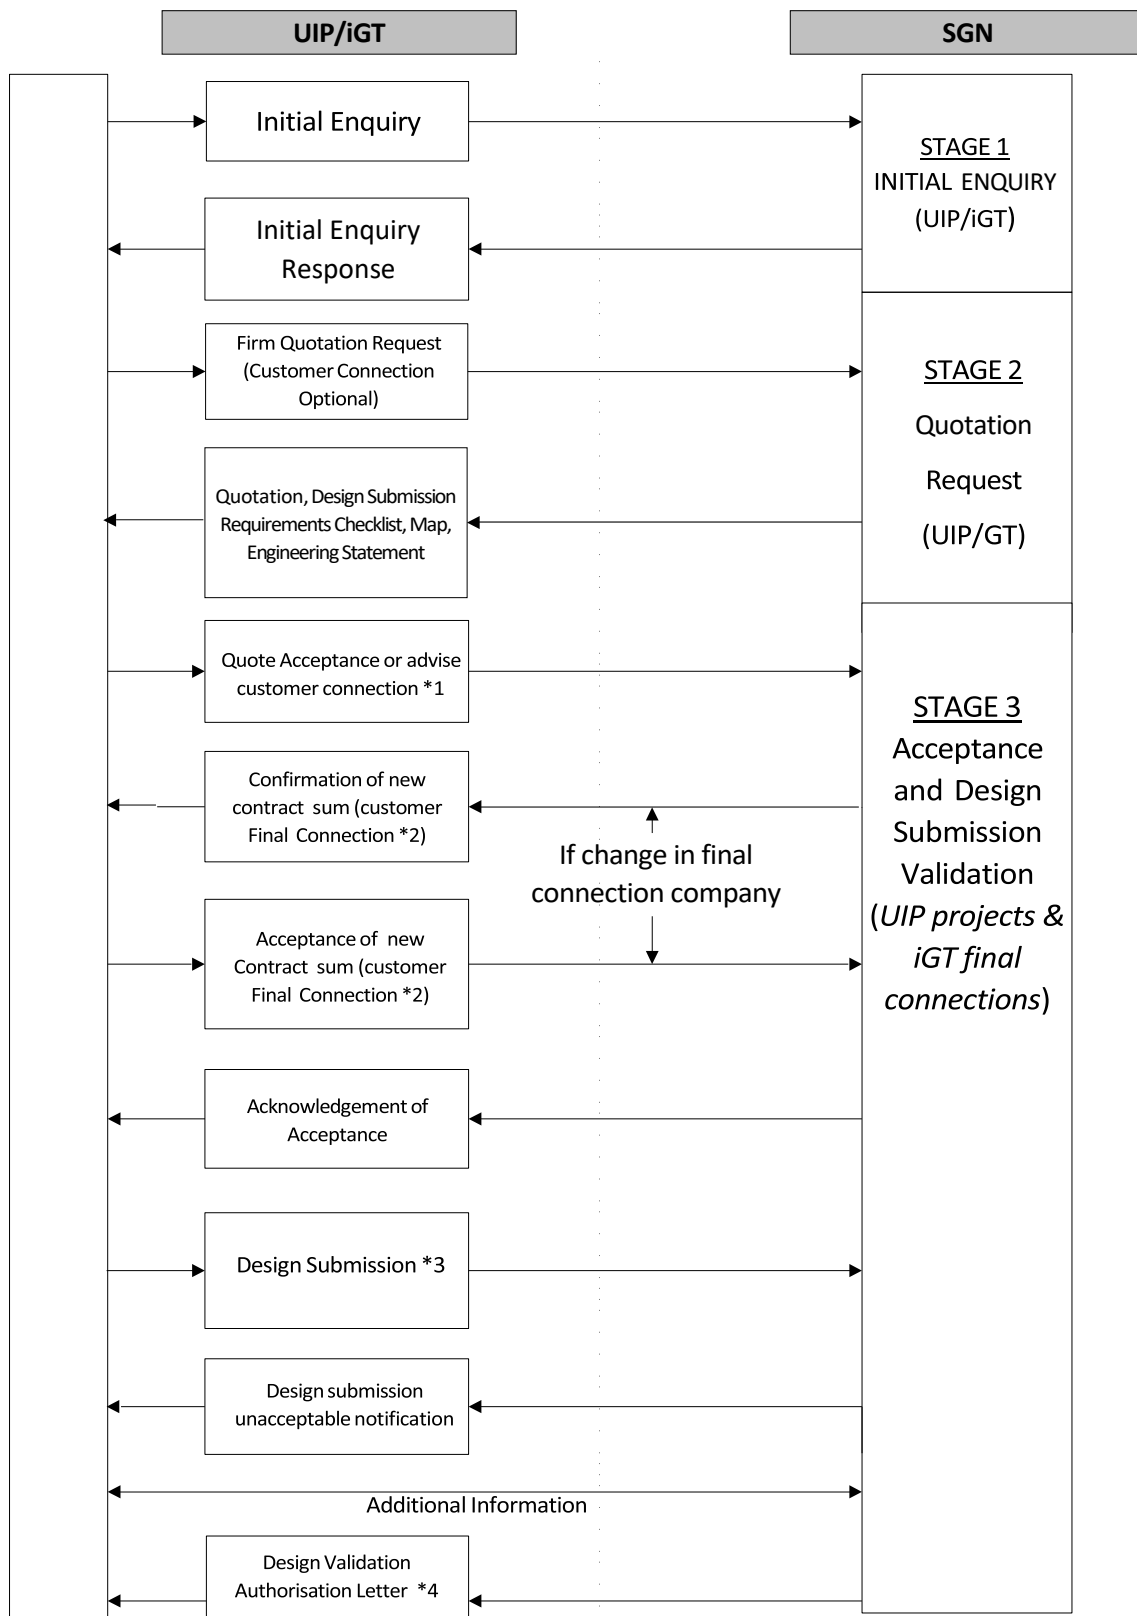 UIP/iGT
SGN
Initial Enquiry
STAGE 1
INITIAL ENQUIRY
(UIP/iGT)
Initial Enquiry
Response
Firm Quotation Request
(Customer Connection
Optional)
STAGE 2
Quotation
Request
(UIP/GT)
Quotation, Design Submission
Requirements Checklist, Map,
Engineering Statement
Quote Acceptance or advise
customer connection *1
STAGE 3
Acceptance
and Design
Submission
Validation
(UIP projects &
iGT final
connections)
Confirmation of new
contract sum (customer
Final Connection *2)
If change in final
connection company
Acceptance of new
Contract sum (customer
Final Connection *2)
Acknowledgement of
Acceptance
Design Submission *3
Design submission
unacceptable notification
Additional Information
Design Validation
Authorisation Letter *4